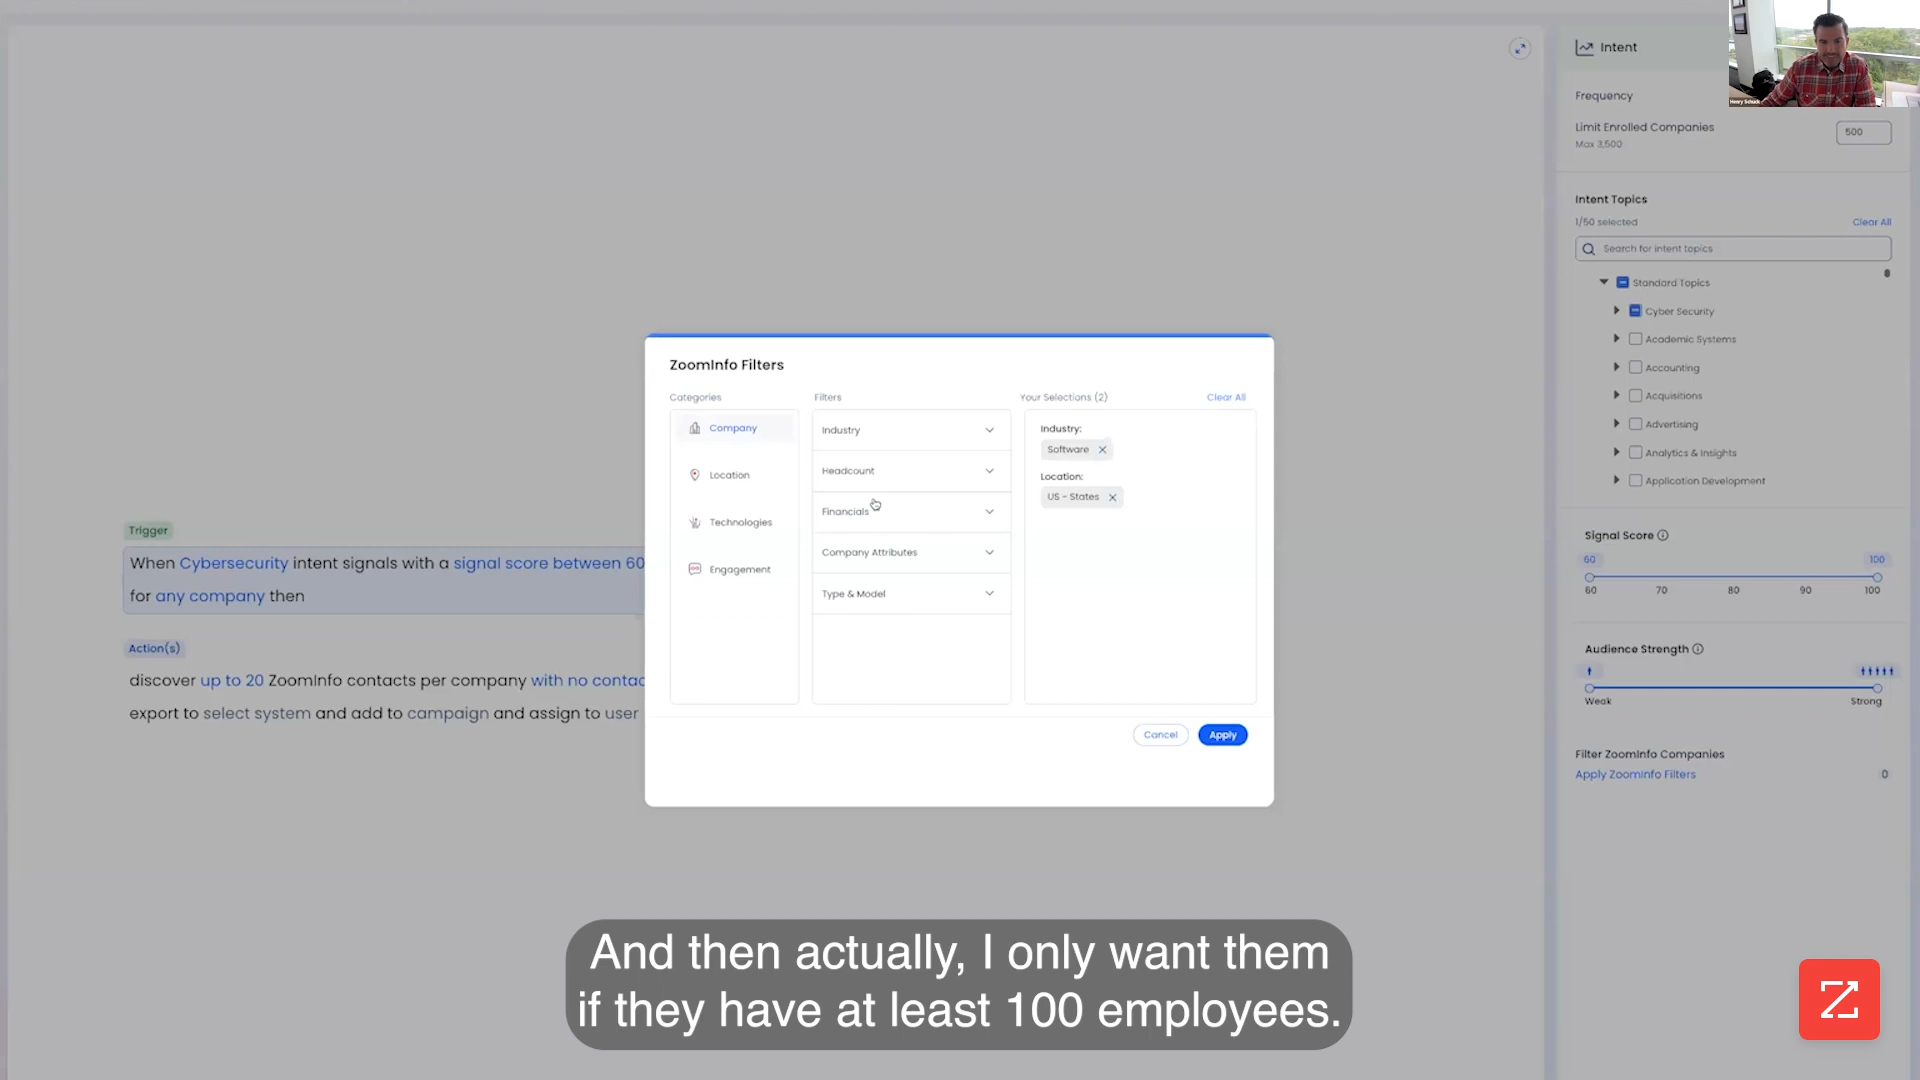 Intent
Frequency
Limit Enrolled Companies
Max 3,500
500
Intent Topics
1/50 selected
Clear All
Search for intent topics
Standard Topics
Cyber Security
Academic Systems
Accounting
Acquisitions
Advertising
Analytics & Insights
Application Development
Signal Score
60
100
60 70 80 90 100
Audience Strength
Weak
Strong
Filter ZoomInfo Companies
Apply ZoomInfo Filters
0
Trigger
When Cybersecurity intent signals with a signal score between 60
for any company then
Action(s)
discover up to 20 ZoomInfo contacts per company with no contac
export to select system and add to campaign and assign to user
ZoomInfo Filters
Categories
Company
Location
Technologies
Engagement
Filters
Industry
Headcount
Financials
Company Attributes
Type & Model
Your Selections (2)
Clear All
Industry:
Software
Location:
US - States
Cancel
Apply
And then actually, I only want them
if they have at least 100 employees.
Henry Schuck